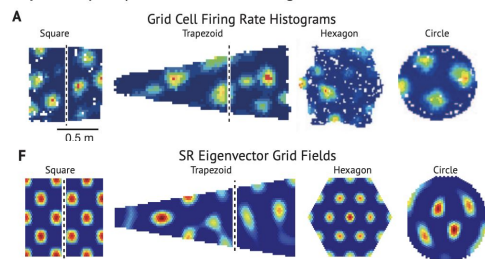 A
Grid Cell Firing Rate Histograms
Square Trapezoid Hexagon Circle
0.5 m
F
SR Eigenvector Grid Fields
Square Trapezoid Hexagon Circle